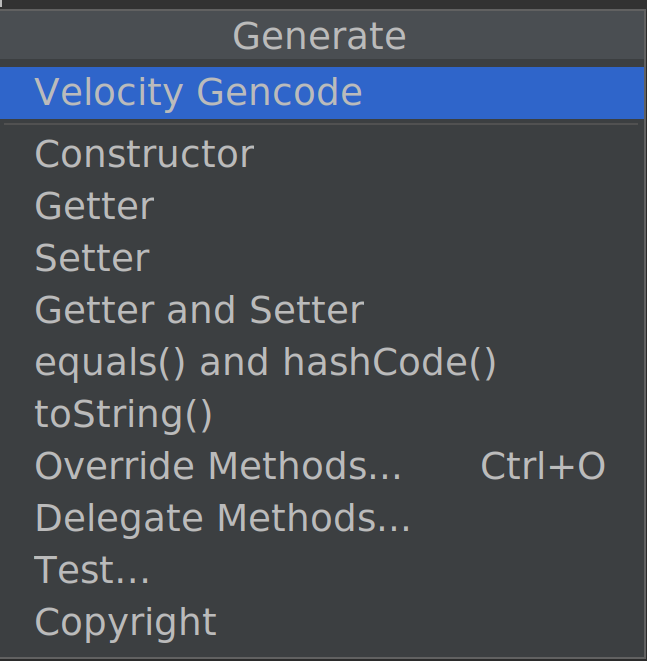 Generate
Velocity Gencode
Constructor
Getter
Setter
Getter and Setter
equals() and hashCode()
toString()
Override Methods... Ctrl+O
Delegate Methods...
Test...
Copyright